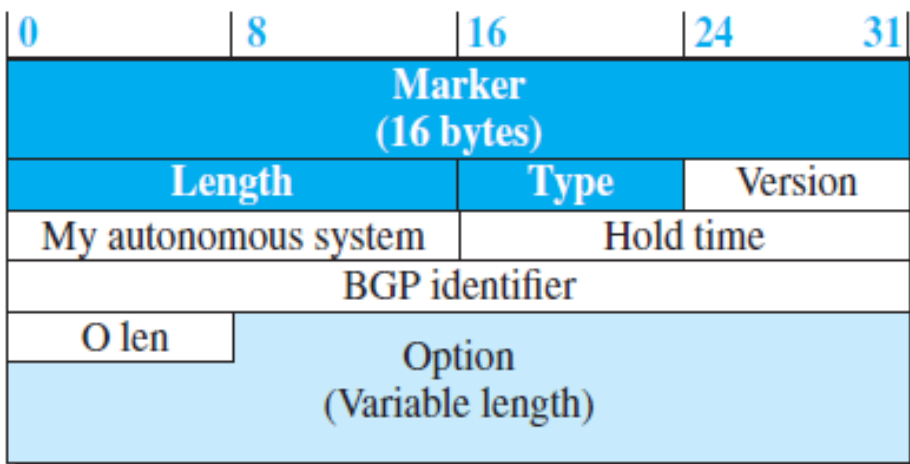 0 8 16 24 31
Marker
(16 bytes)
Length Type Version
My autonomous system Hold time
BGP identifier
O len
Option
(Variable length)